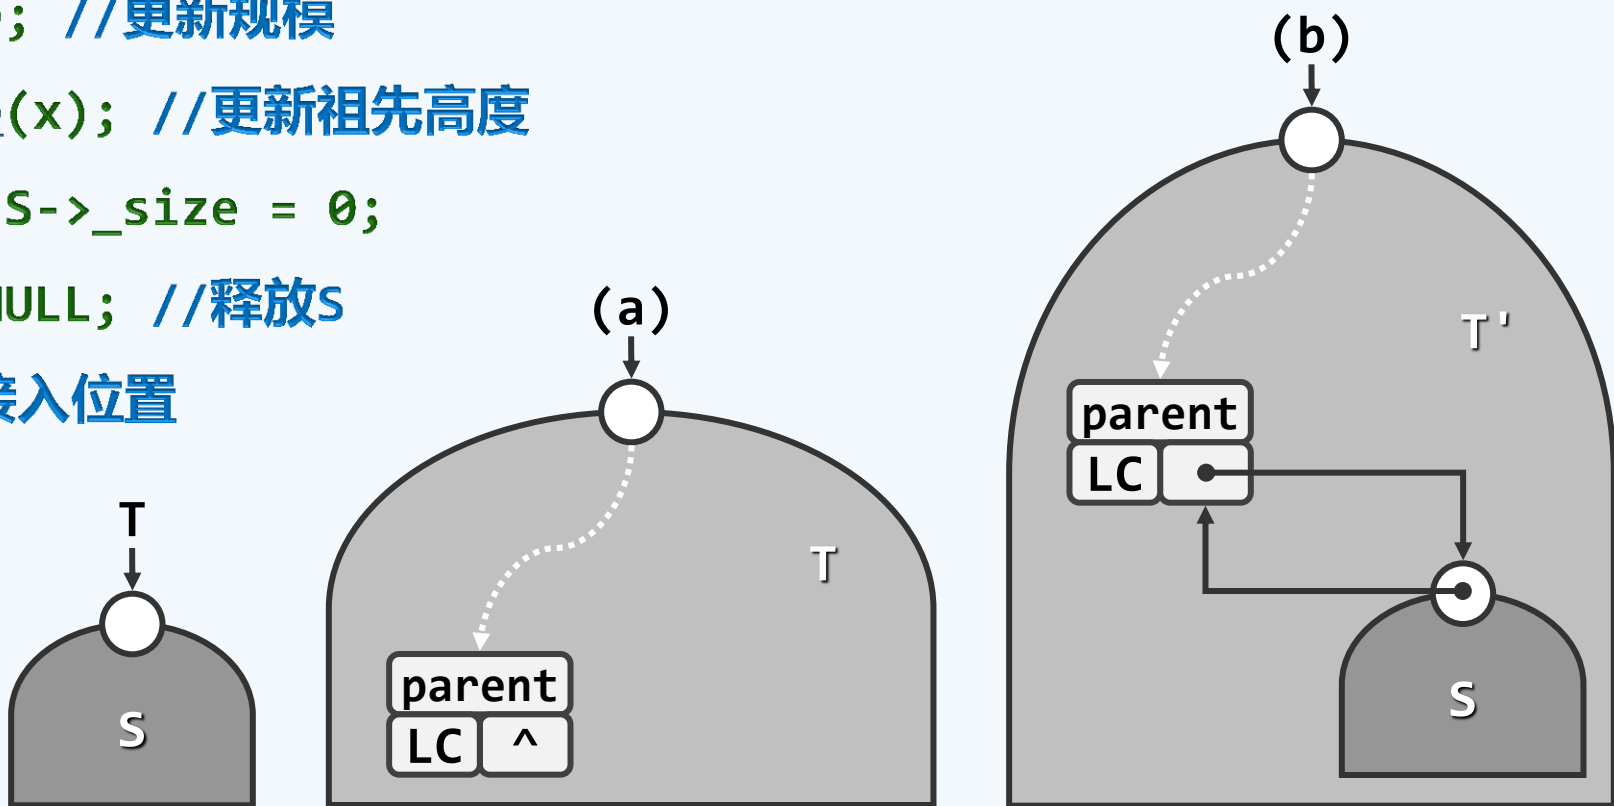 ; //更新规模
(x); //更新祖先高度
S->_size = 0;
NULL; //释放S
接入位置
(a)
(b)
T
S
T
parent
LC ^
T'
parent
LC
S